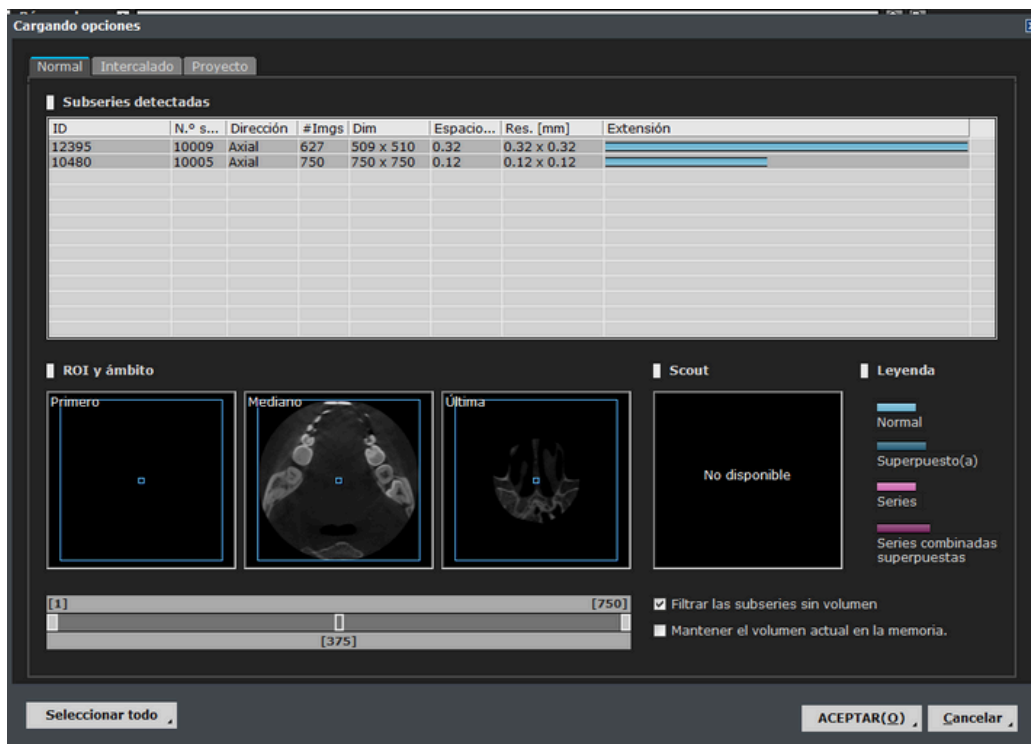 Cargando opciones
Normal Intercalado Proyecto
Subseries detectadas
ID N.º s... Dirección #Imgs Dim Espacio... Res. [mm] Extensión
12395 10009 Axial 627 509 x 510 0.32 0.32 x 0.32
10480 10005 Axial 750 750 x 750 0.12 0.12 x 0.12
ROI y ámbito Scout Leyenda
Primero Mediano Última
Normal
Superpuesto(a)
No disponible
Series
Series combinadas
superpuestas
[1] [750]
[375]
Filtrar las subseries sin volumen
Mantener el volumen actual en la memoria.
Seleccionar todo ACEPTAR(O) Cancelar